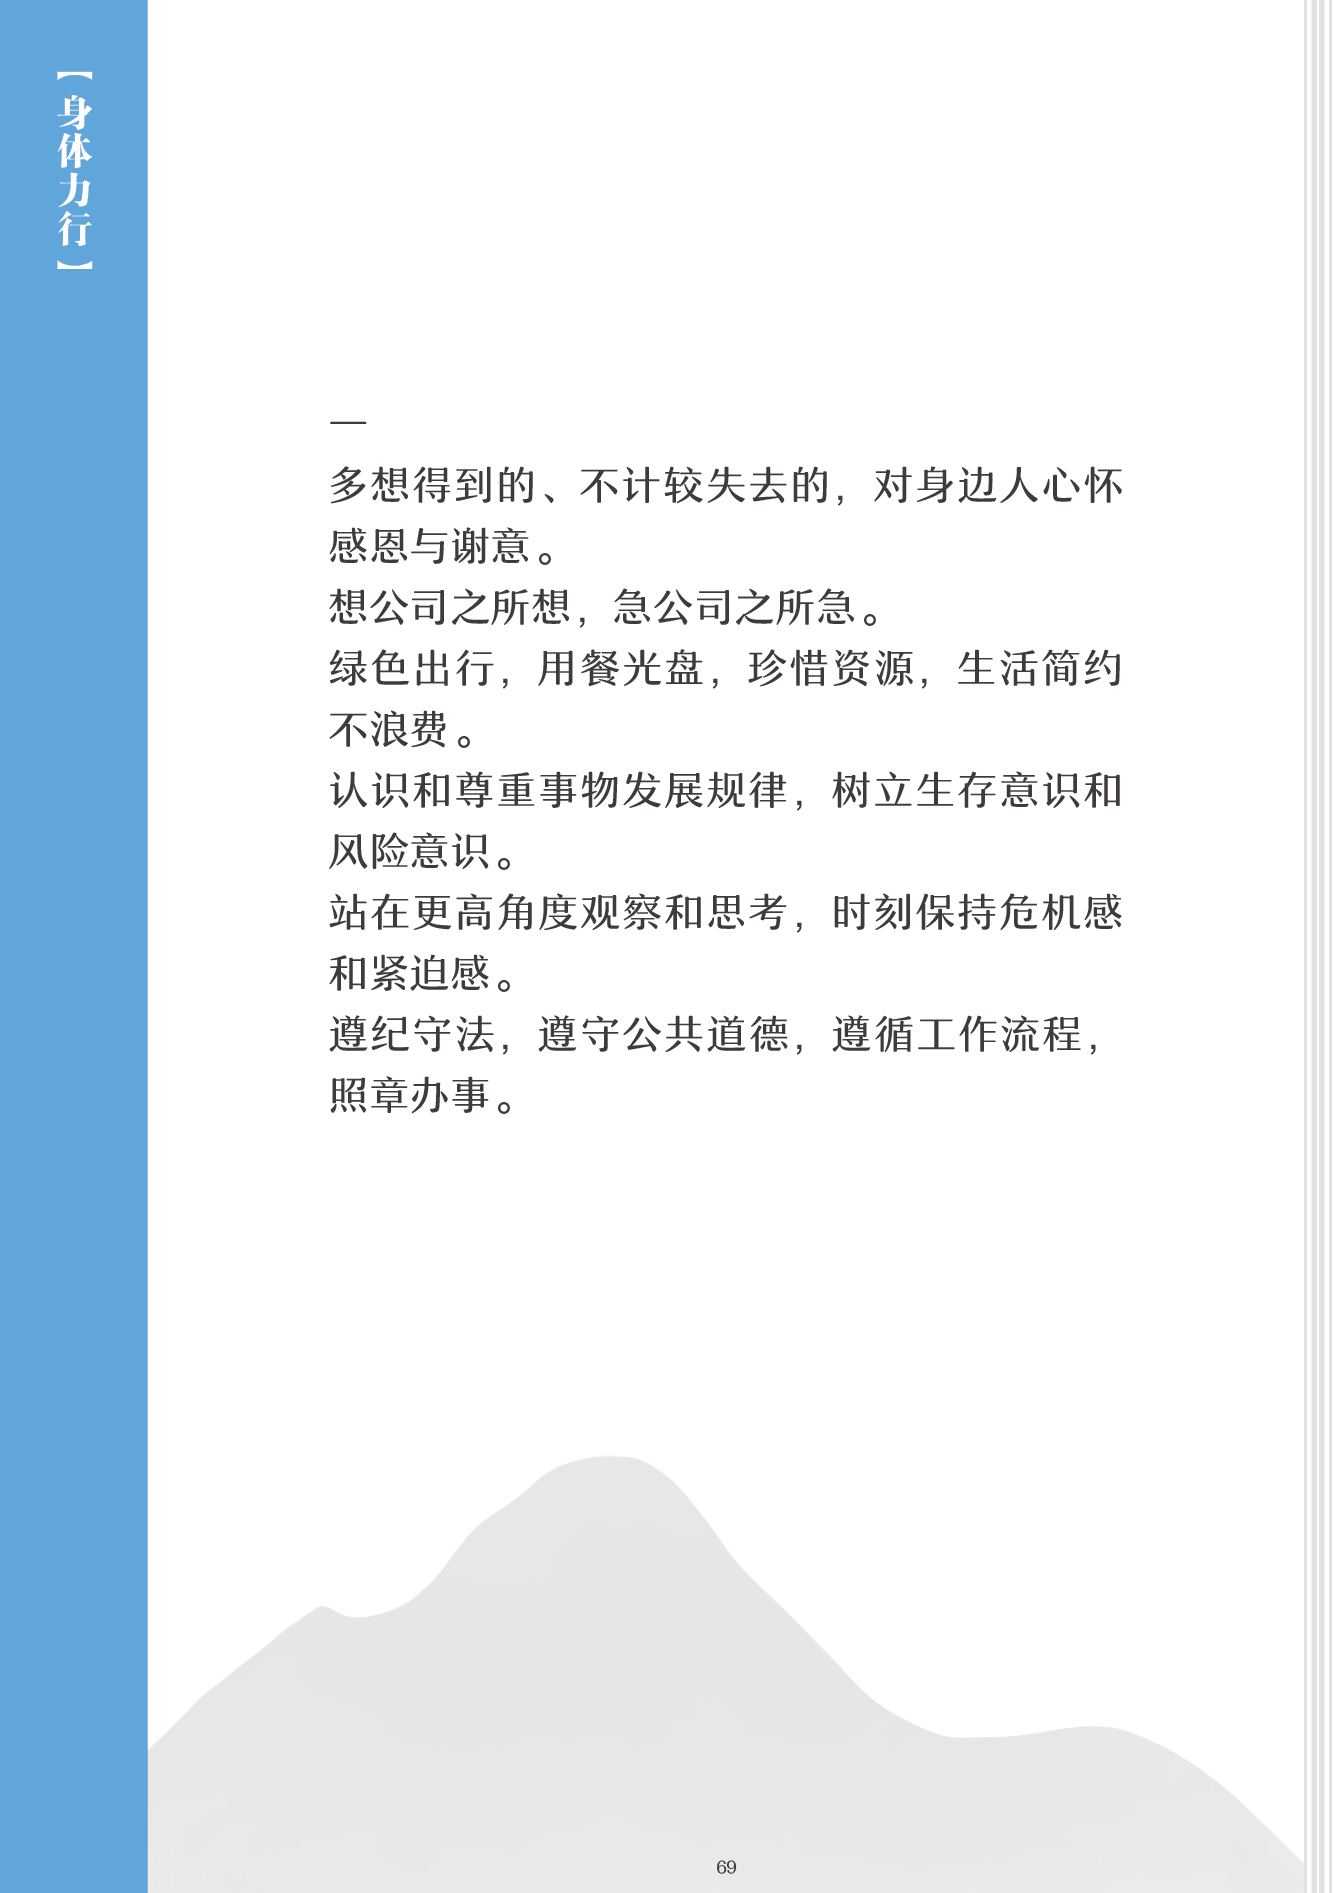 【身体力行】
—
多想得到的、不计较失去的，对身边人心怀
感恩与谢意。
想公司之所想，急公司之所急。
绿色出行，用餐光盘，珍惜资源，生活简约
不浪费。
认识和尊重事物发展规律，树立生存意识和
风险意识。
站在更高角度观察和思考，时刻保持危机感
和紧迫感。
遵纪守法，遵守公共道德，遵循工作流程，
照章办事。
69